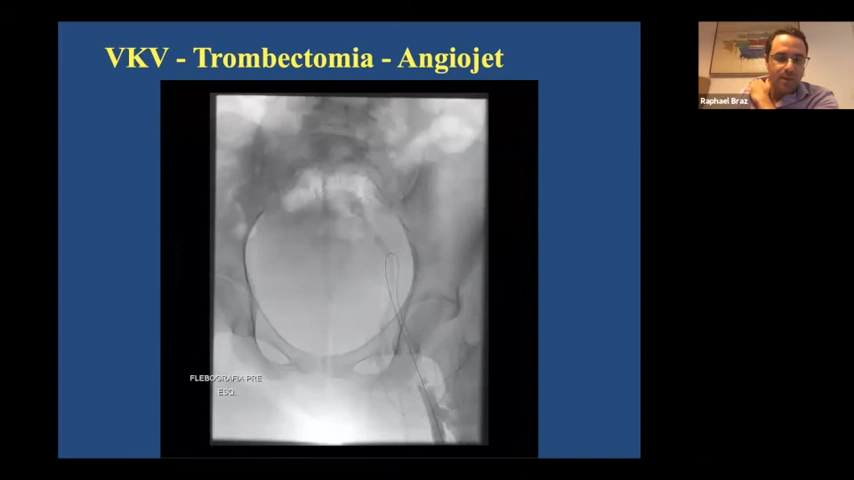 VKV - Trombectomia - Angiojet
Raphael Braz
FLEBOGRAFIA PRE
ESQ.